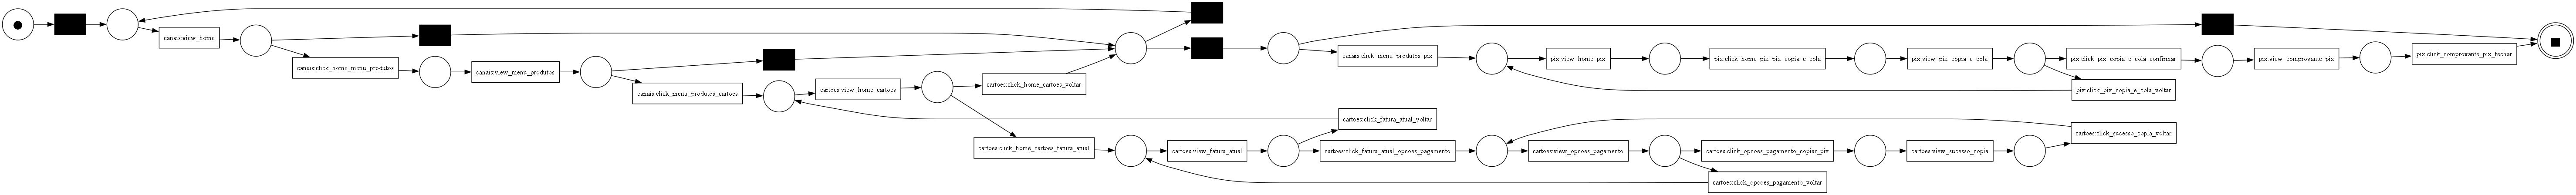 canais:view_home
canais:click_home_menu_produtos
canais:view_menu_produtos
canais:click_menu_produtos_cartoes
cartoes:view_home_cartoes
cartoes:click_home_cartoes_voltar
cartoes:click_home_cartoes_fatura_atual
cartoes:view_fatura_atual
cartoes:click_fatura_atual_voltar
cartoes:click_fatura_atual_opcoes_pagamento
cartoes:view_opcoes_pagamento
cartoes:click_opcoes_pagamento_copiar_pix
cartoes:click_opcoes_pagamento_voltar
cartoes:view_sucesso_copia
cartoes:click_sucesso_copia_voltar
canais:click_menu_produtos_pix
pix:view_home_pix
pix:click_home_pix_pix_copia_e_cola
pix:view_pix_copia_e_cola
pix:click_pix_copia_e_cola_confirmar
pix:click_pix_copia_e_cola_voltar
pix:view_comprovante_pix
pix:click_comprovante_pix_fechar